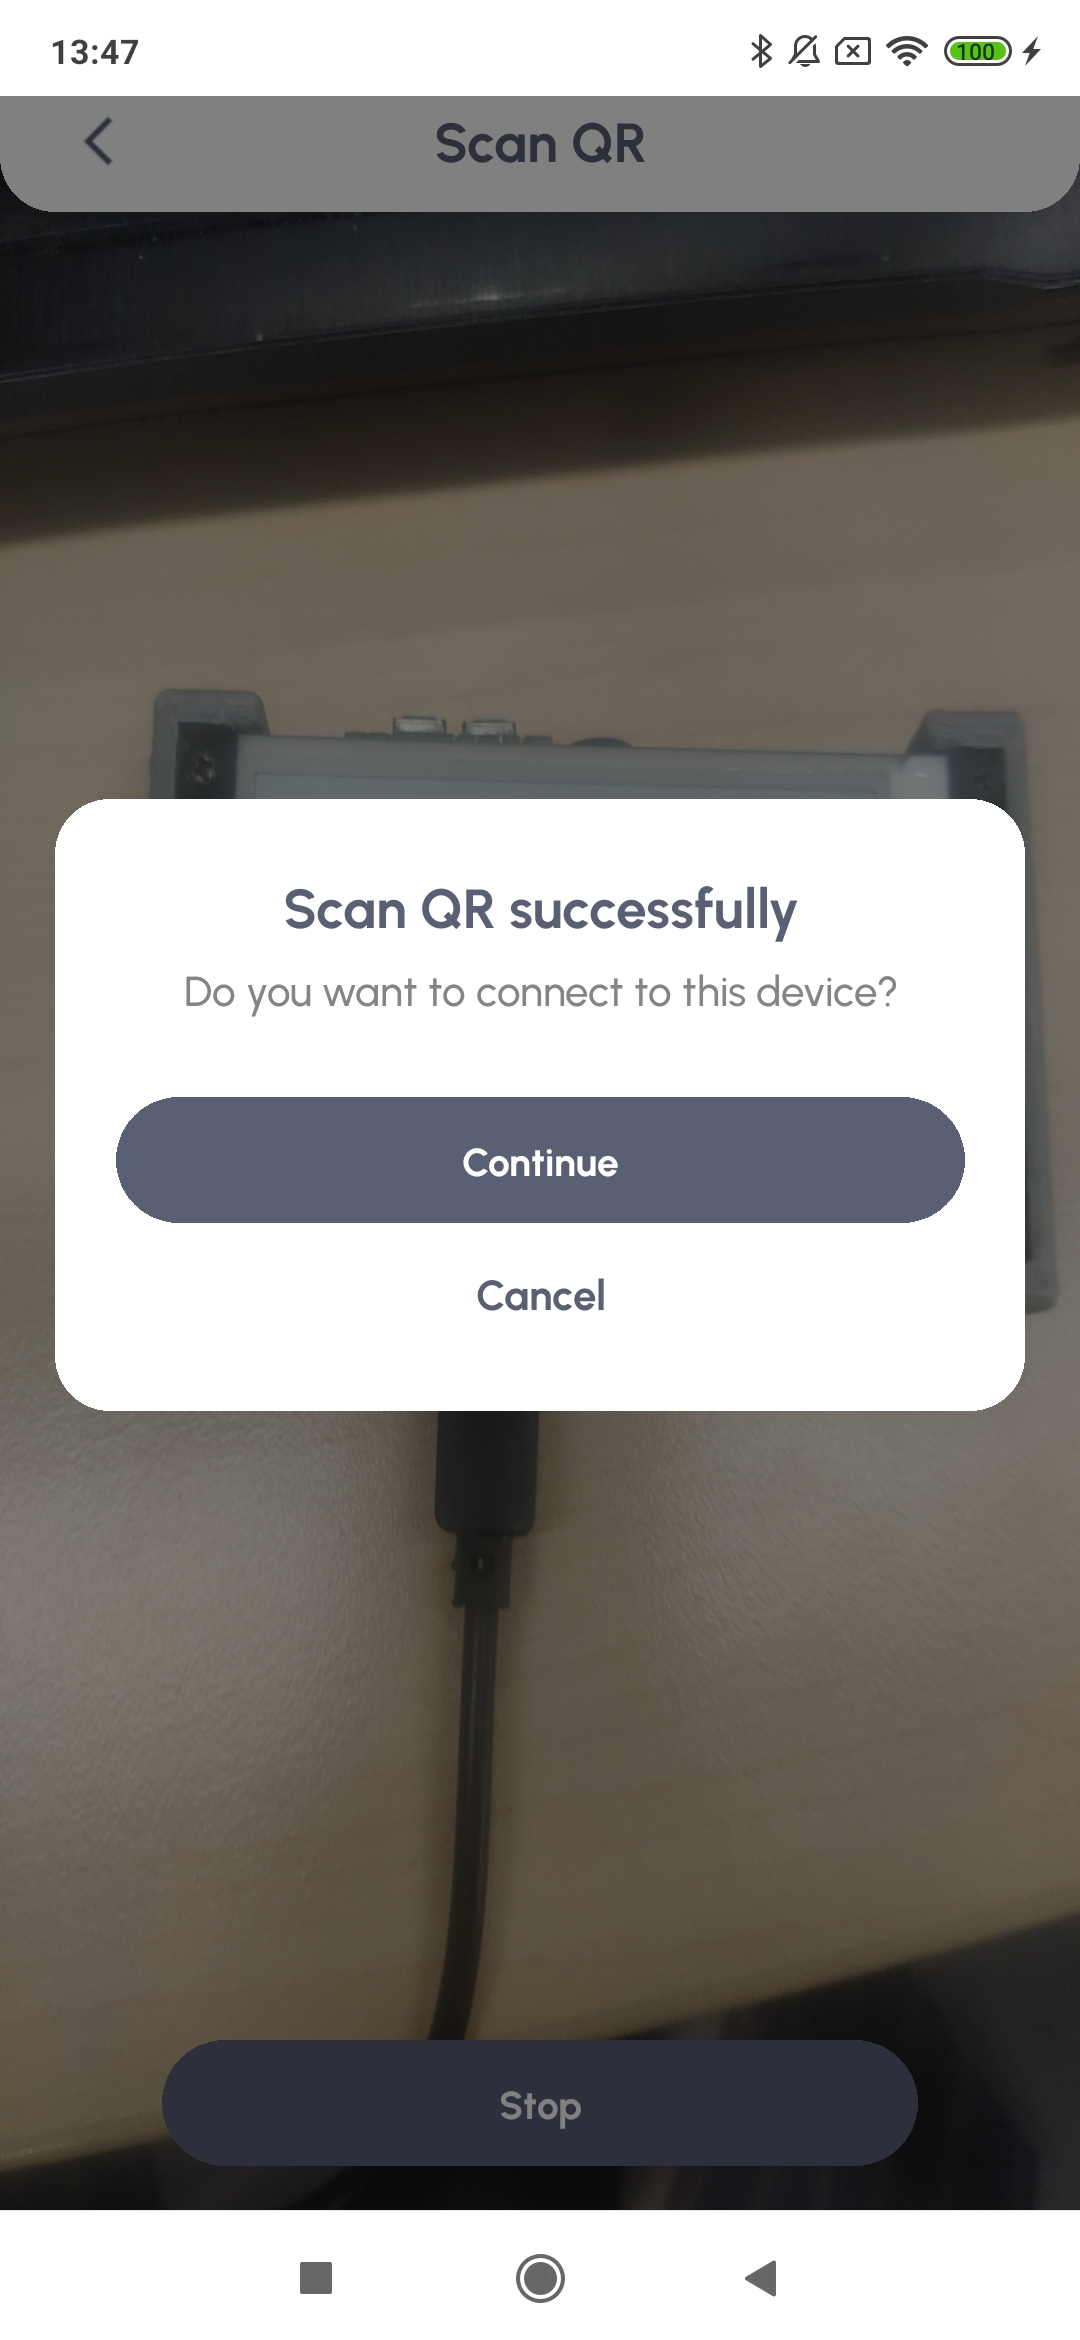 13:47
100
Scan QR
Scan QR successfully
Do you want to connect to this device?
Continue
Cancel
Stop